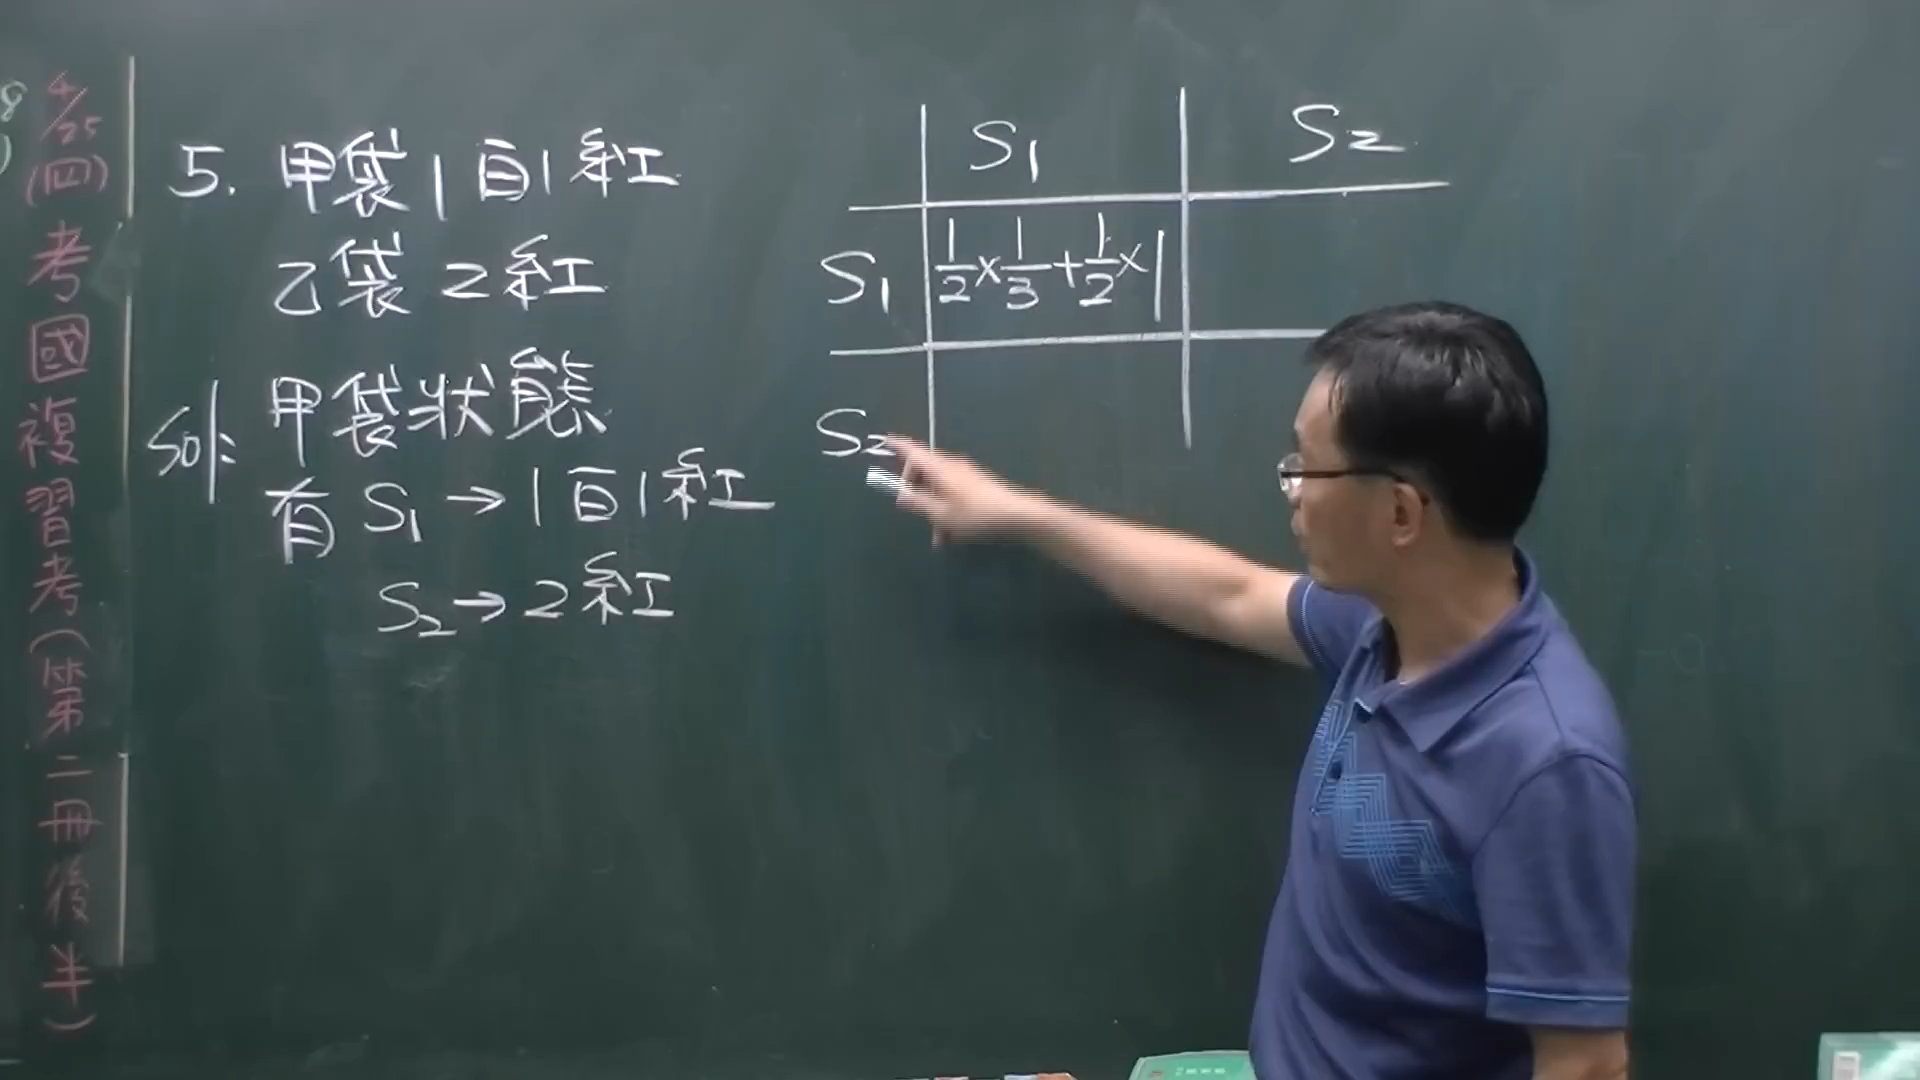 4/25
(四)
考國複習考(第二冊後半)
5. 甲袋1白1紅
乙袋2紅
Sol: 甲袋狀態
有 S1 → 1白1紅
S2 → 2紅
S1 S2
S1 1/2 × 1/3 + 1/2 × 1
S2